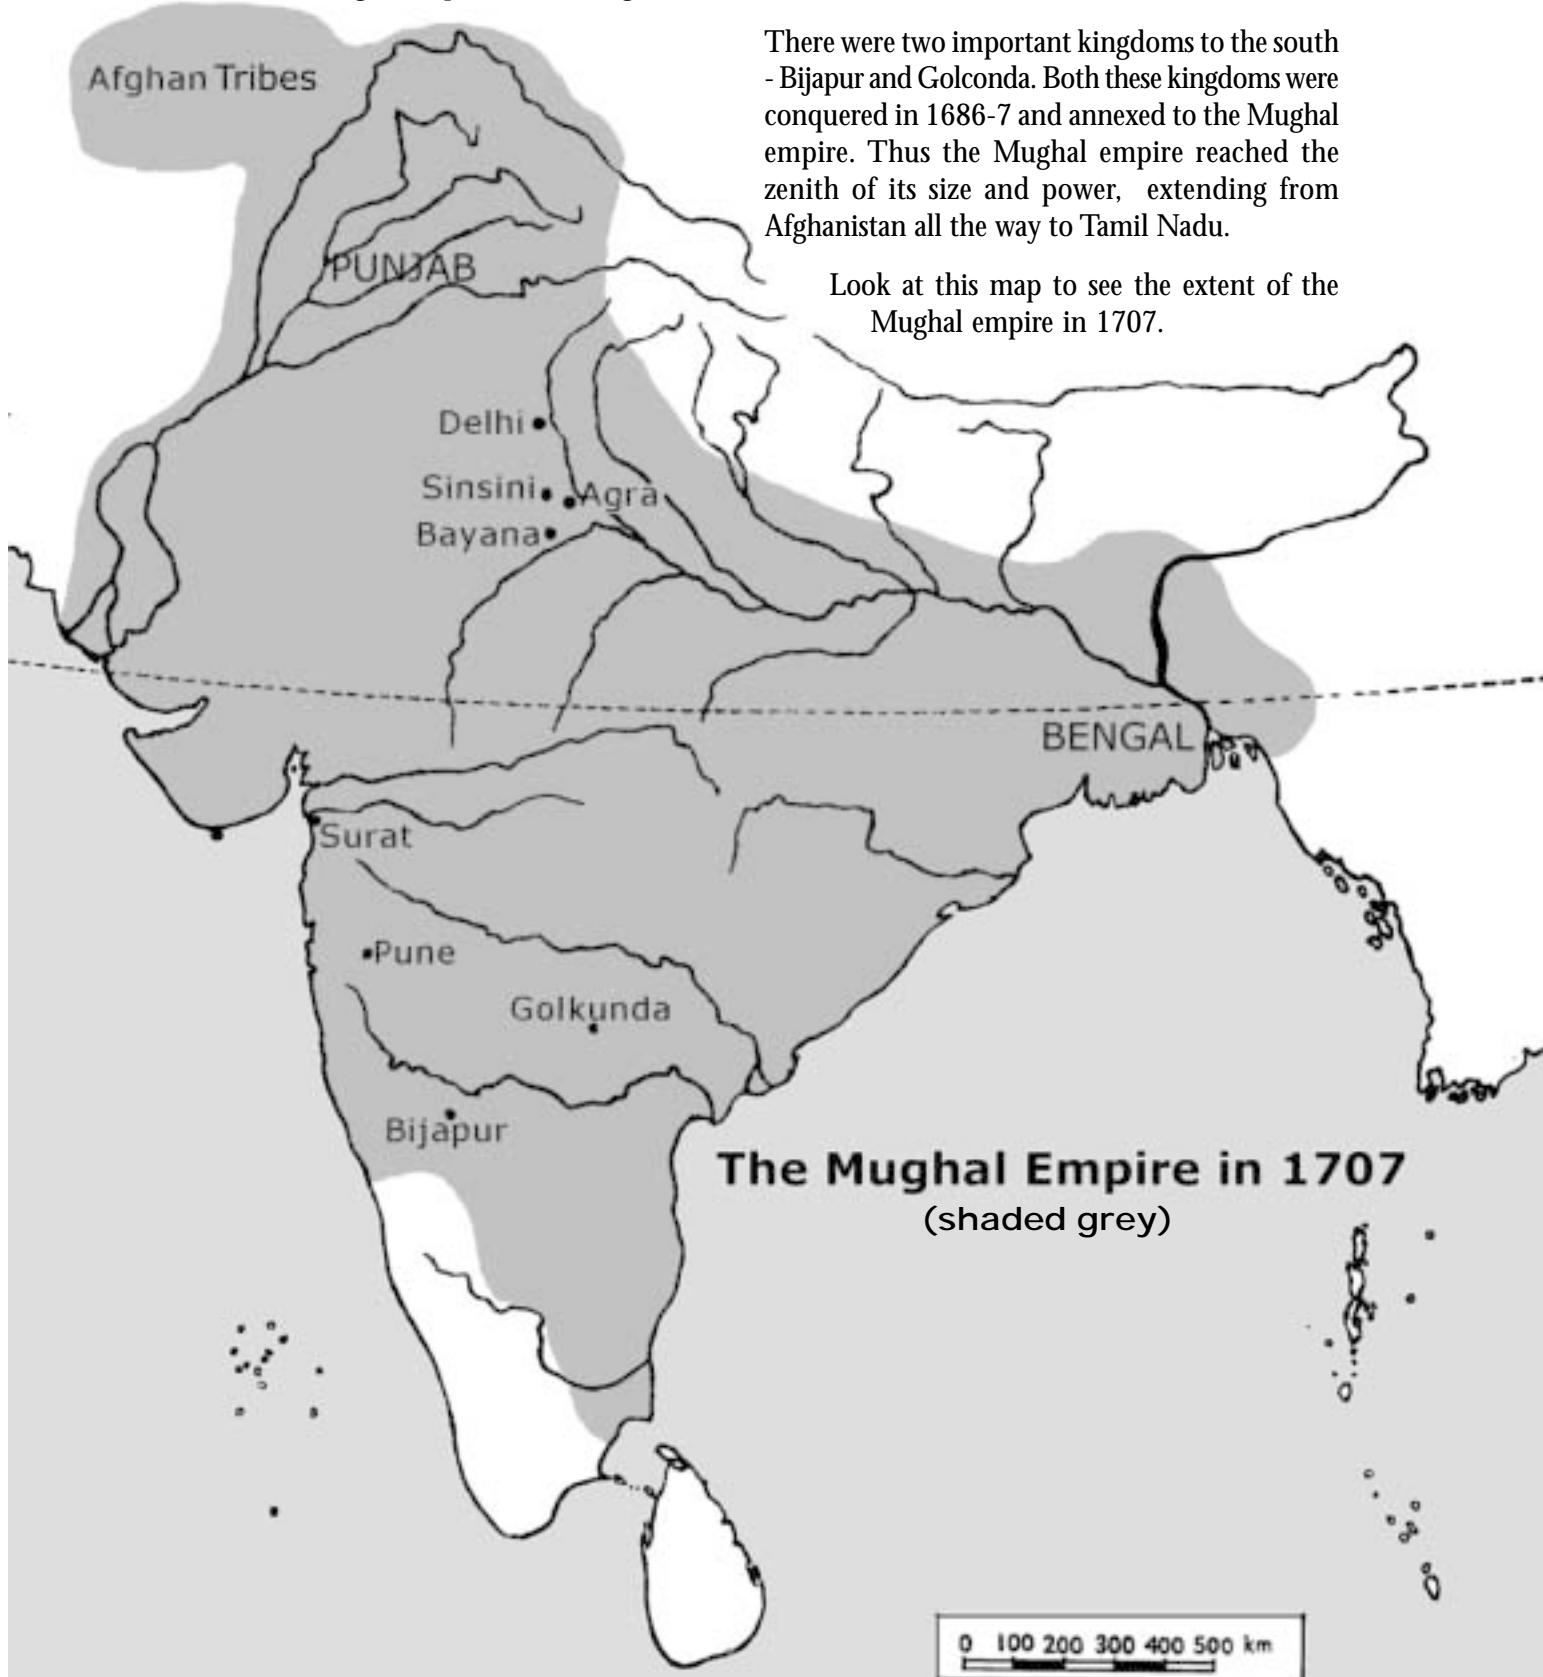 There were two important kingdoms to the south
- Bijapur and Golconda. Both these kingdoms were
conquered in 1686-7 and annexed to the Mughal
empire. Thus the Mughal empire reached the
zenith of its size and power, extending from
Afghanistan all the way to Tamil Nadu.
Look at this map to see the extent of the
Mughal empire in 1707.
Afghan Tribes
PUNJAB
Delhi
Sinsini
Agra
Bayana
BENGAL
Surat
Pune
Golkunda
Bijapur
The Mughal Empire in 1707
(shaded grey)
0 100 200 300 400 500 km